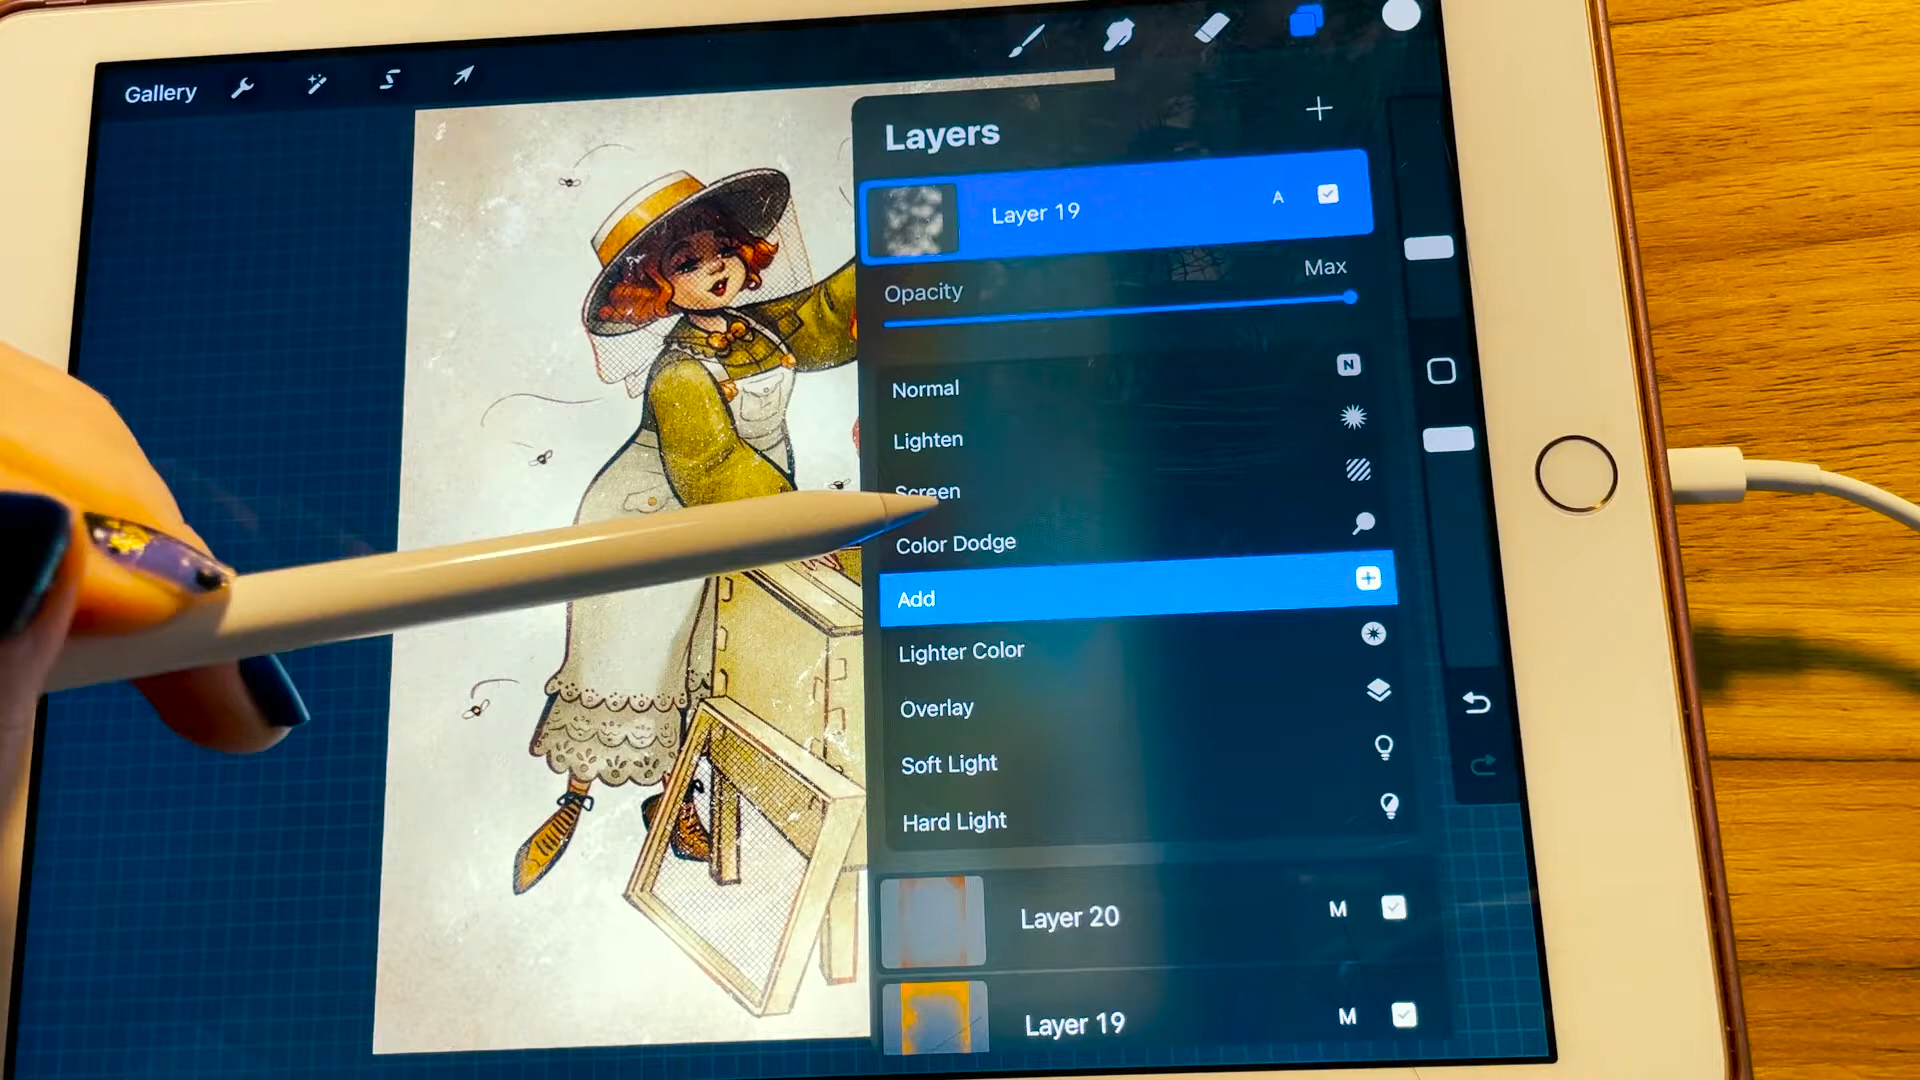 Gallery
Layers
Layer 19
A
Opacity
Max
Normal
N
Lighten
Screen
Color Dodge
Add
Lighter Color
Overlay
Soft Light
Hard Light
Layer 20
M
Layer 19
M